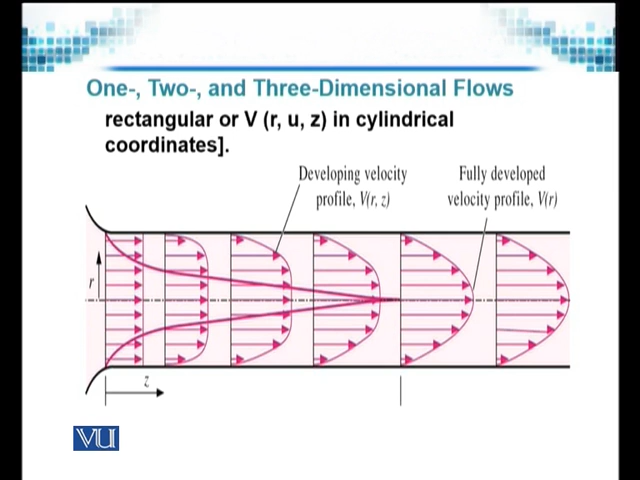 One-, Two-, and Three-Dimensional Flows
rectangular or V (r, u, z) in cylindrical
coordinates].
Developing velocity
profile, V(r, z)
Fully developed
velocity profile, V(r)
r
z
VU